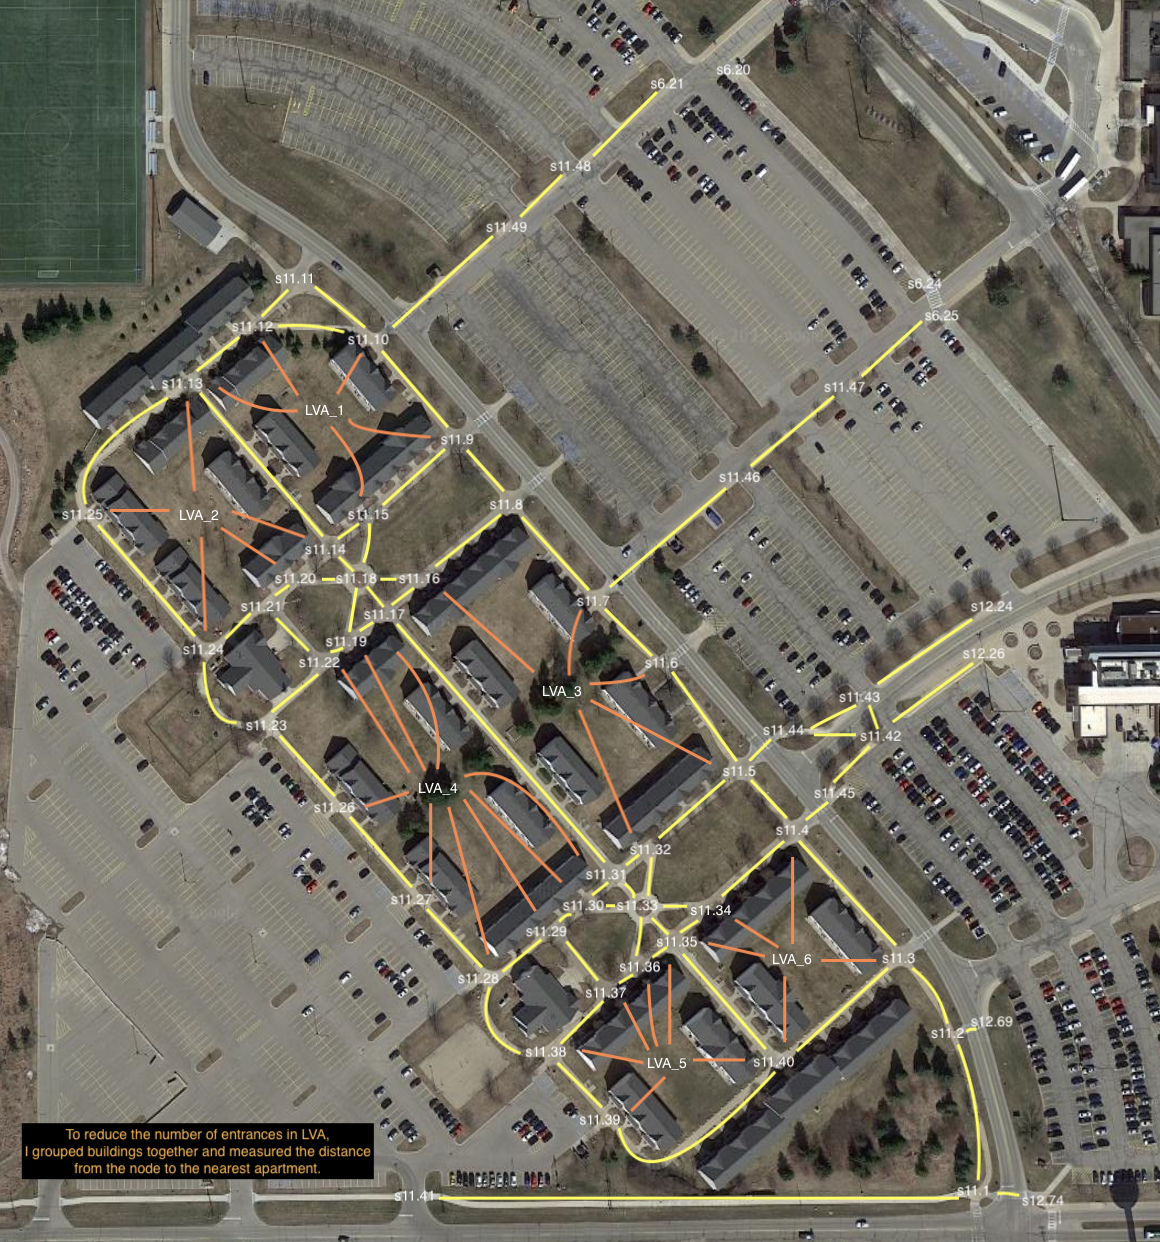 s6.20
s6.21
s11.48
s11.49
s11.11
s6.24
s6.25
s11.12
s11.10
s11.13
s11.47
LVA_1
s11.9
s11.46
s11.8
s11.25
LVA_2
s11.15
s11.14
s11.20
s11.18
s11.16
s11.21
s11.17
s11.7
s12.24
s11.19
s11.24
s11.22
s11.6
s12.26
LVA_3
s11.43
s11.23
s11.44
s11.42
s11.5
LVA_4
s11.45
s11.26
s11.4
s11.32
s11.31
s11.27
s11.30
s11.33
s11.34
s11.29
s11.35
s11.3
LVA_6
s11.36
s11.28
s11.37
s12.69
s11.2
s11.38
LVA_5
s11.40
s11.39
To reduce the number of entrances in LVA,
I grouped buildings together and measured the distance
from the node to the nearest apartment.
s11.41
s11.1
s12.74